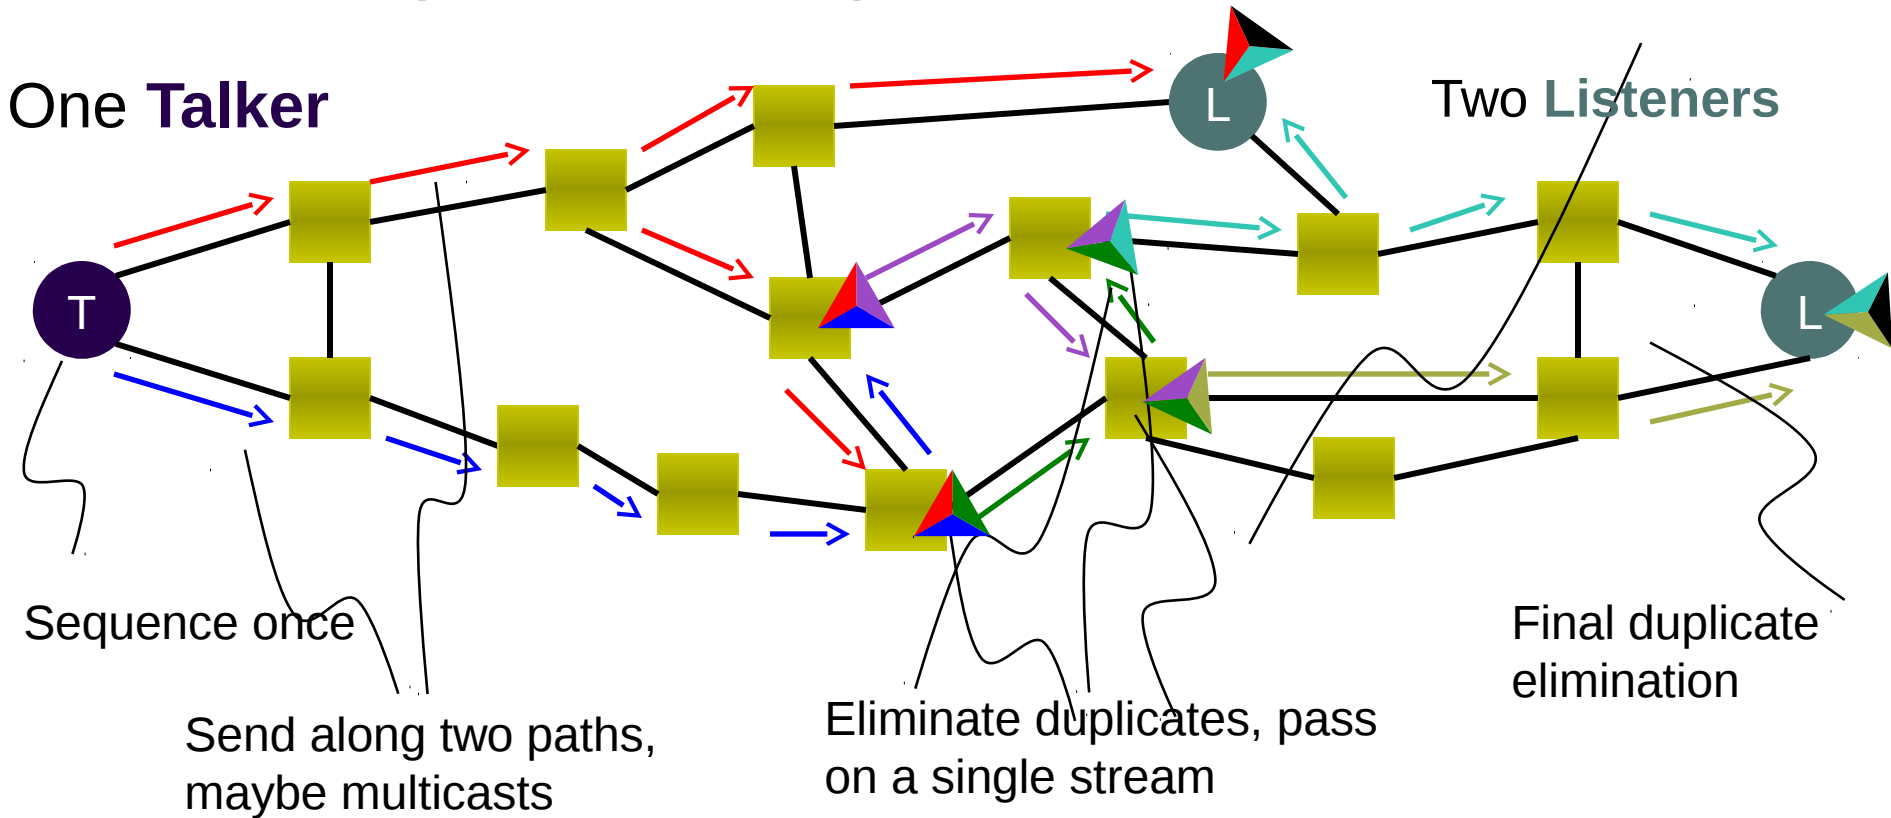 One Talker
Two Listeners
L
T
L
Sequence once
Send along two paths,
maybe multicasts
Eliminate duplicates, pass
on a single stream
Final duplicate
elimination